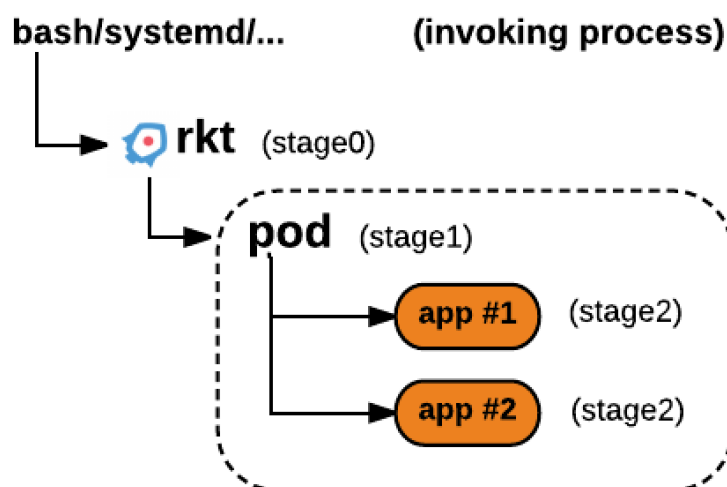 bash/systemd/... (invoking process)
rkt (stage0)
pod (stage1)
app #1 (stage2)
app #2 (stage2)